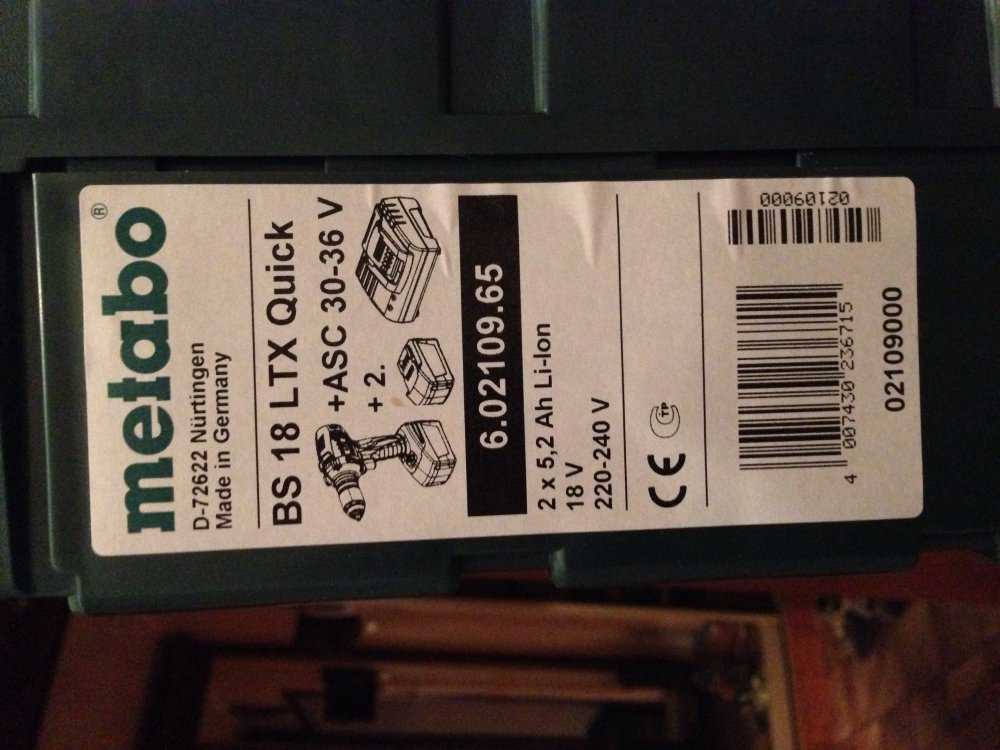 metabo®
D-72622 Nürtingen
Made in Germany
BS 18 LTX Quick
+ASC 30-36 V
+ 2.
6.02109.65
2 x 5,2 Ah Li-Ion
18 V
220-240 V
CE
02109000
4 007430 236715
02109000